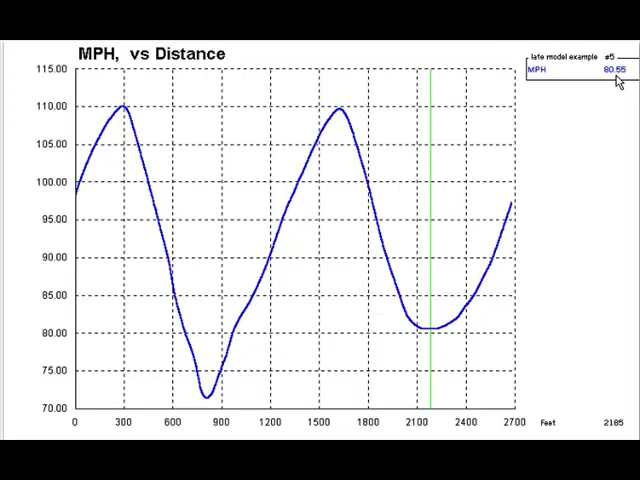 MPH, vs Distance
late model example #5
MPH 80.55
115.00
110.00
105.00
100.00
95.00
90.00
85.00
80.00
75.00
70.00
0 300 600 900 1200 1500 1800 2100 2400 2700
Feet 2185